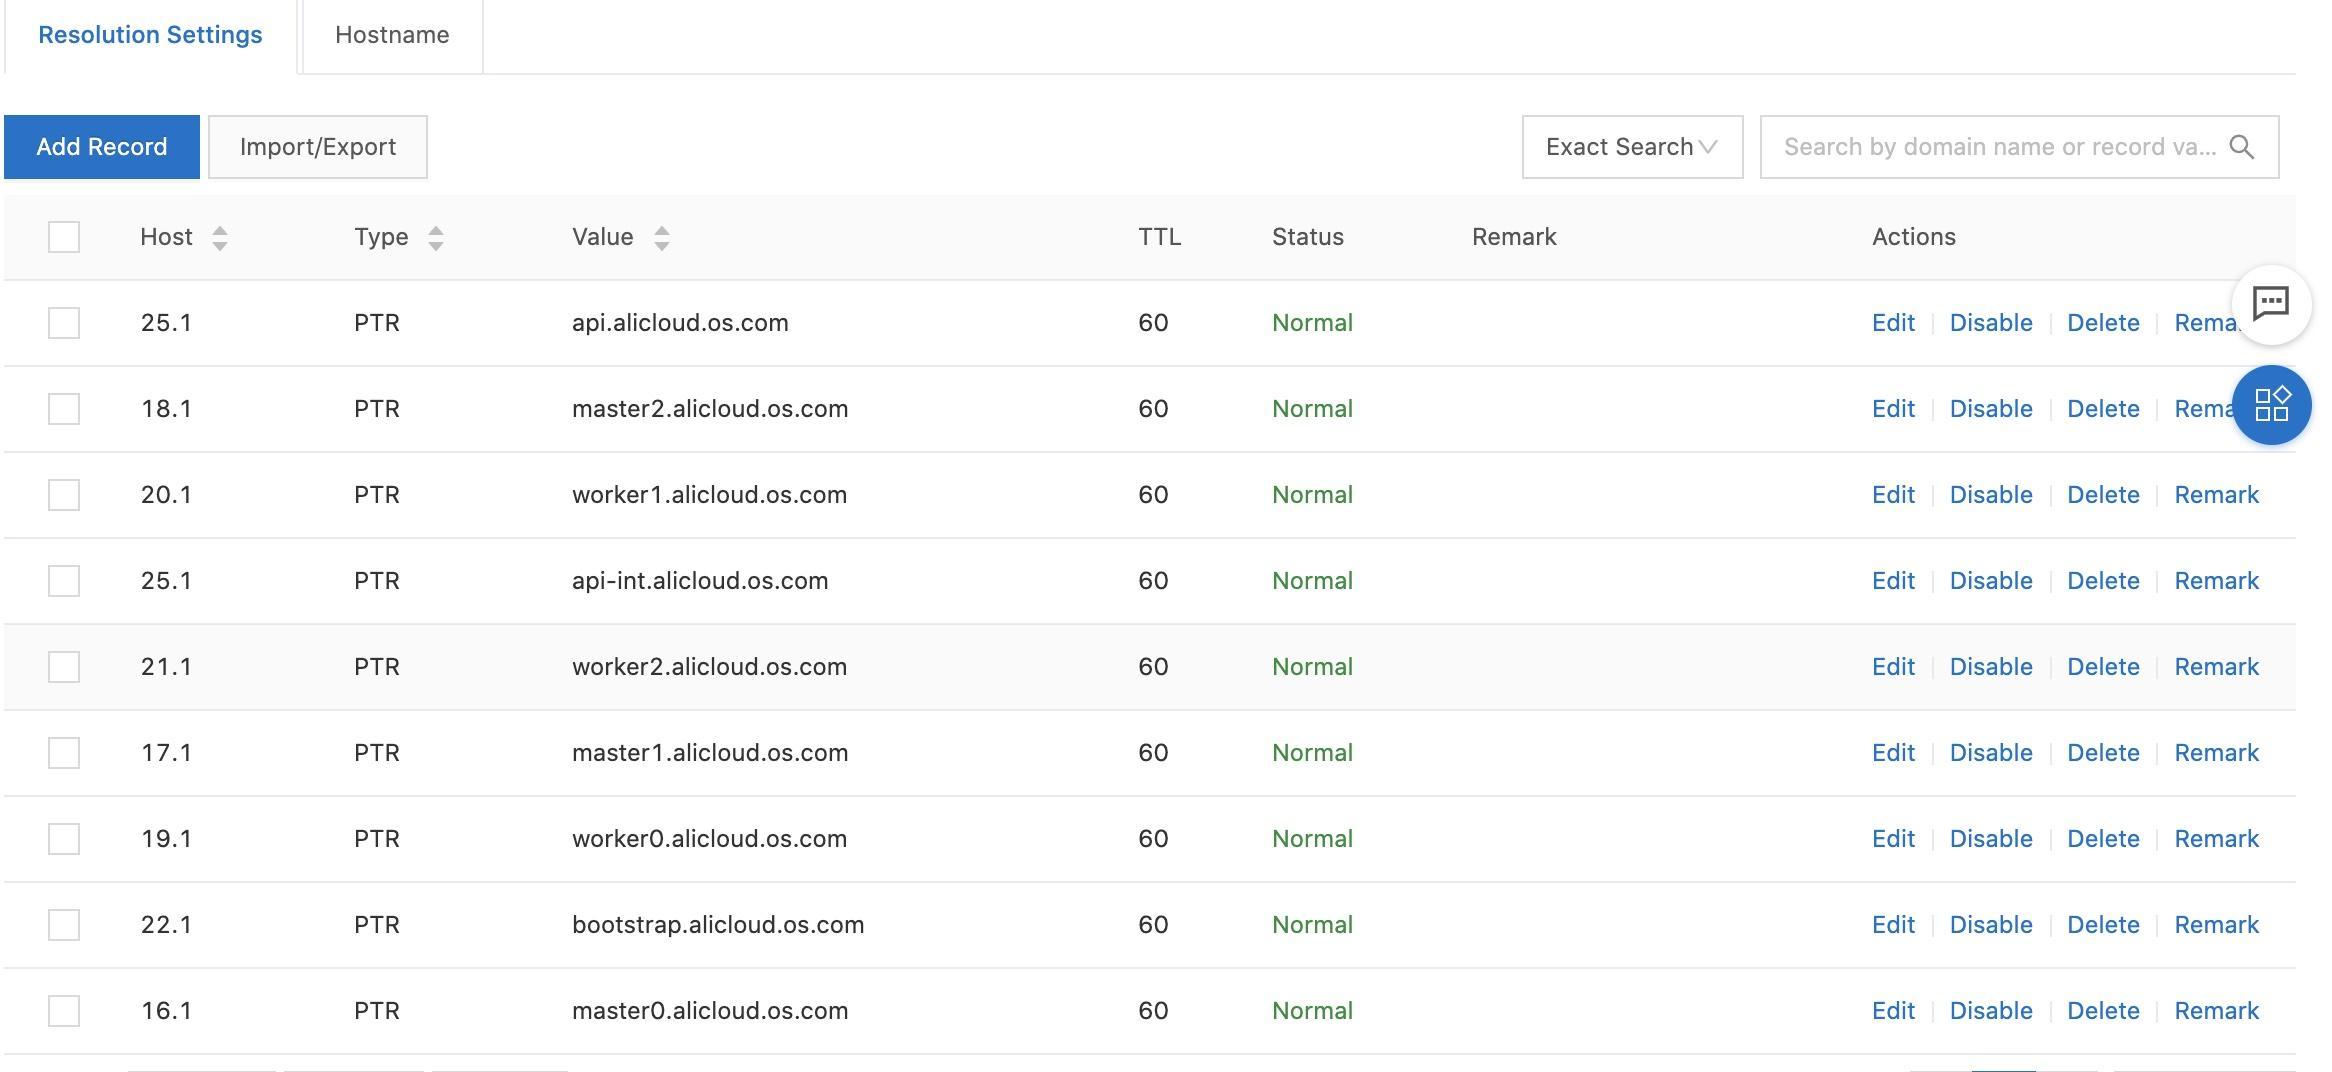 Resolution Settings Hostname
Add Record Import/Export Exact Search Search by domain name or record va...
Host Type Value TTL Status Remark Actions
25.1 PTR api.alicloud.os.com 60 Normal Edit Disable Delete
18.1 PTR master2.alicloud.os.com 60 Normal Edit Disable Delete
20.1 PTR worker1.alicloud.os.com 60 Normal Edit Disable Delete Remark
25.1 PTR api-int.alicloud.os.com 60 Normal Edit Disable Delete Remark
21.1 PTR worker2.alicloud.os.com 60 Normal Edit Disable Delete Remark
17.1 PTR master1.alicloud.os.com 60 Normal Edit Disable Delete Remark
19.1 PTR worker0.alicloud.os.com 60 Normal Edit Disable Delete Remark
22.1 PTR bootstrap.alicloud.os.com 60 Normal Edit Disable Delete Remark
16.1 PTR master0.alicloud.os.com 60 Normal Edit Disable Delete Remark